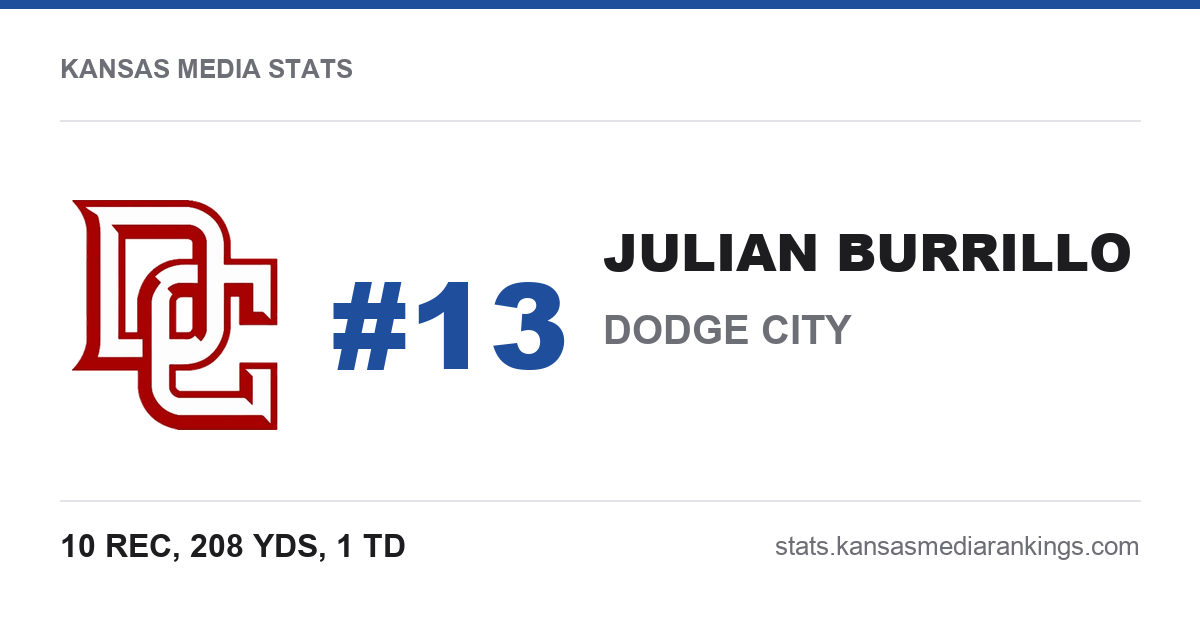 KANSAS MEDIA STATS
DC
#13
JULIAN BURRILLO
DODGE CITY
10 REC, 208 YDS, 1 TD
stats.kansasmediarankings.com